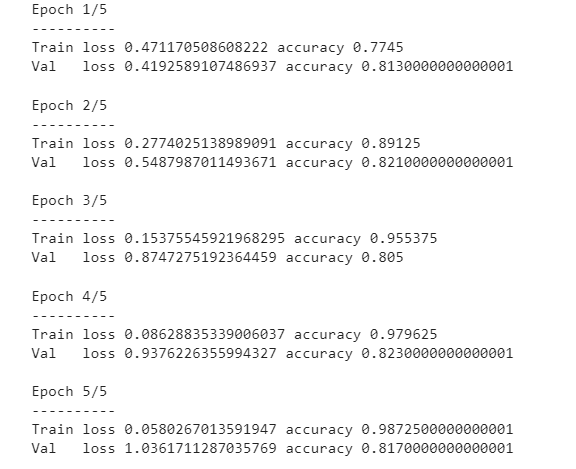 Epoch 1/5
----------
Train loss 0.471170508608222 accuracy 0.7745
Val   loss 0.4192589107486937 accuracy 0.8130000000000001
Epoch 2/5
----------
Train loss 0.2774025138989091 accuracy 0.89125
Val   loss 0.5487987011493671 accuracy 0.8210000000000001
Epoch 3/5
----------
Train loss 0.15375545921968295 accuracy 0.955375
Val   loss 0.8747275192364459 accuracy 0.805
Epoch 4/5
----------
Train loss 0.08628835339006037 accuracy 0.979625
Val   loss 0.9376226355994327 accuracy 0.8230000000000001
Epoch 5/5
----------
Train loss 0.0580267013591947 accuracy 0.9872500000000001
Val   loss 1.0361711287035769 accuracy 0.8170000000000001